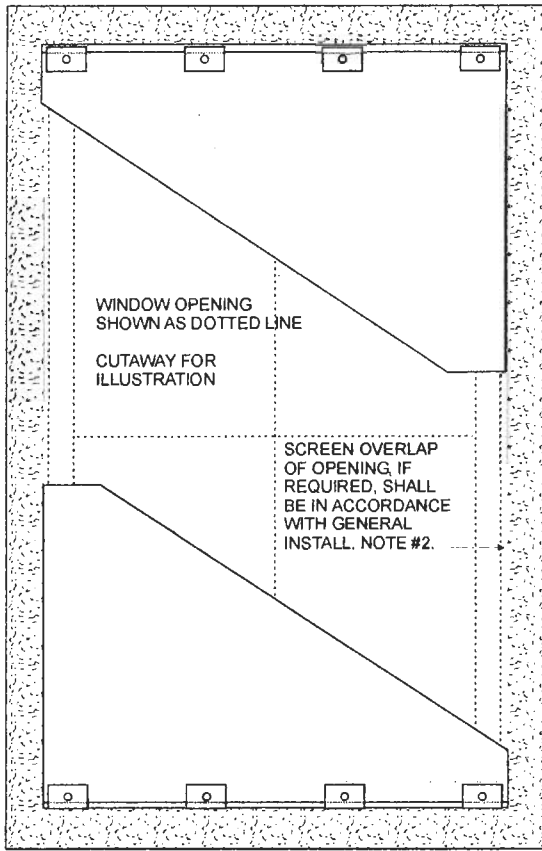 WINDOW OPENING
SHOWN AS DOTTED LINE
CUTAWAY FOR
ILLUSTRATION
SCREEN OVERLAP
OF OPENING, IF
REQUIRED, SHALL
BE IN ACCORDANCE
WITH GENERAL
INSTALL. NOTE #2.